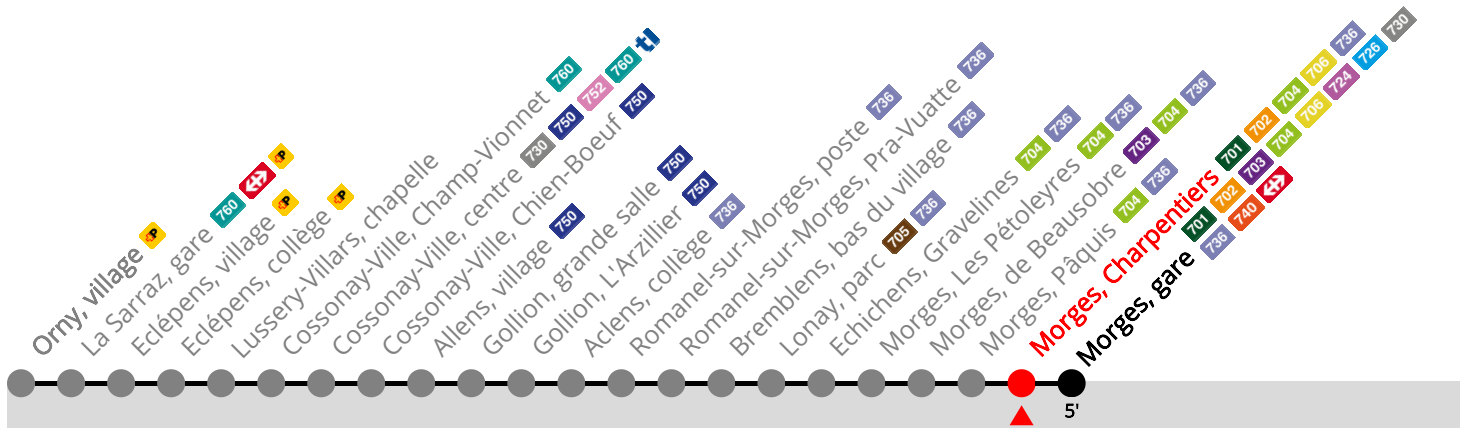 Orny, village P
La Sarraz, gare 760 P
Eclépens, village P
Eclépens, collège P
Lussery-Villars, chapelle
Cossonay-Ville, Champ-Vionnet 760
Cossonay-Ville, centre 730 750 752 760 tl
Cossonay-Ville, Chien-Boeuf 750
Allens, village 750
Gollion, grande salle 750
Gollion, L'Arzillier 750
Aclens, collège 736
Romanel-sur-Morges, poste 736
Romanel-sur-Morges, Pra-Vuatte 736
Bremblens, bas du village 736
Lonay, parc 705 736
Echichens, Gravelines 704 736
Morges, Les Pétoleyres 704 736
Morges, de Beausobre 703 704 736
Morges, Pâquis 704 736
Morges, Charpentiers 701 702 704 706 736
Morges, gare 701 702 703 704 706 724 726 730
736 740
5'